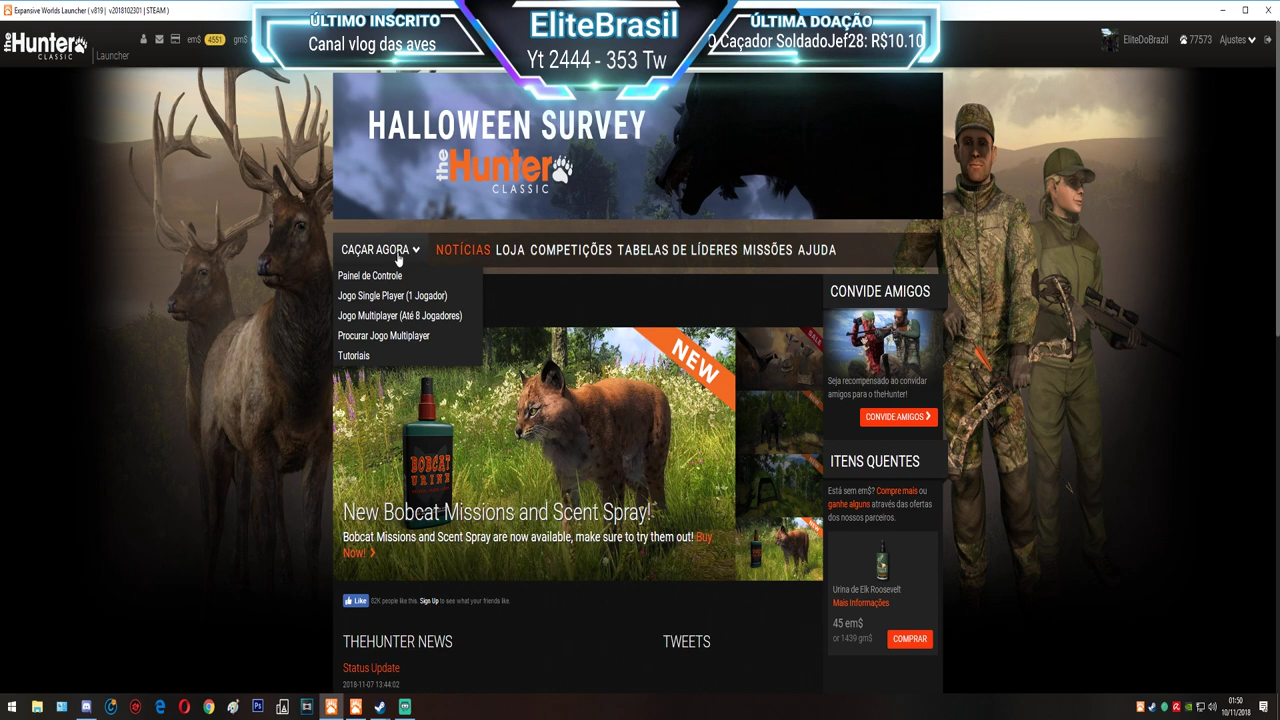 Expansive Worlds Launcher ( v819 | v2018102301 | STEAM )
theHunter
CLASSIC
Launcher
em$ 4551 gm$
ÚLTIMO INSCRITO
Canal vlog das aves
EliteBrasil
Yt 2444 - 353 Tw
ÚLTIMA DOAÇÃO
O Caçador SoldadoJef28: R$10.10
EliteDoBrazil
77573
Ajustes
HALLOWEEN SURVEY
theHunter
CLASSIC
CAÇAR AGORA
NOTÍCIAS LOJA COMPETIÇÕES TABELAS DE LÍDERES MISSÕES AJUDA
Painel de Controle
Jogo Single Player (1 Jogador)
Jogo Multiplayer (Até 8 Jogadores)
Procurar Jogo Multiplayer
Tutoriais
NEW
SALE
BOBCAT
URINE
New Bobcat Missions and Scent Spray!
Bobcat Missions and Scent Spray are now available, make sure to try them out! Buy
Now!
CONVIDE AMIGOS
Seja recompensado ao convidar
amigos para o theHunter!
CONVIDE AMIGOS
ITENS QUENTES
Está sem em$? Compre mais ou
ganhe alguns através das ofertas
dos nossos parceiros.
Urina de Elk Roosevelt
Mais Informações
45 em$
or 1439 gm$
COMPRAR
Like
62K people like this. Sign Up to see what your friends like.
THEHUNTER NEWS
TWEETS
Status Update
2018-11-07 13:44:02
01:50
10/11/2018